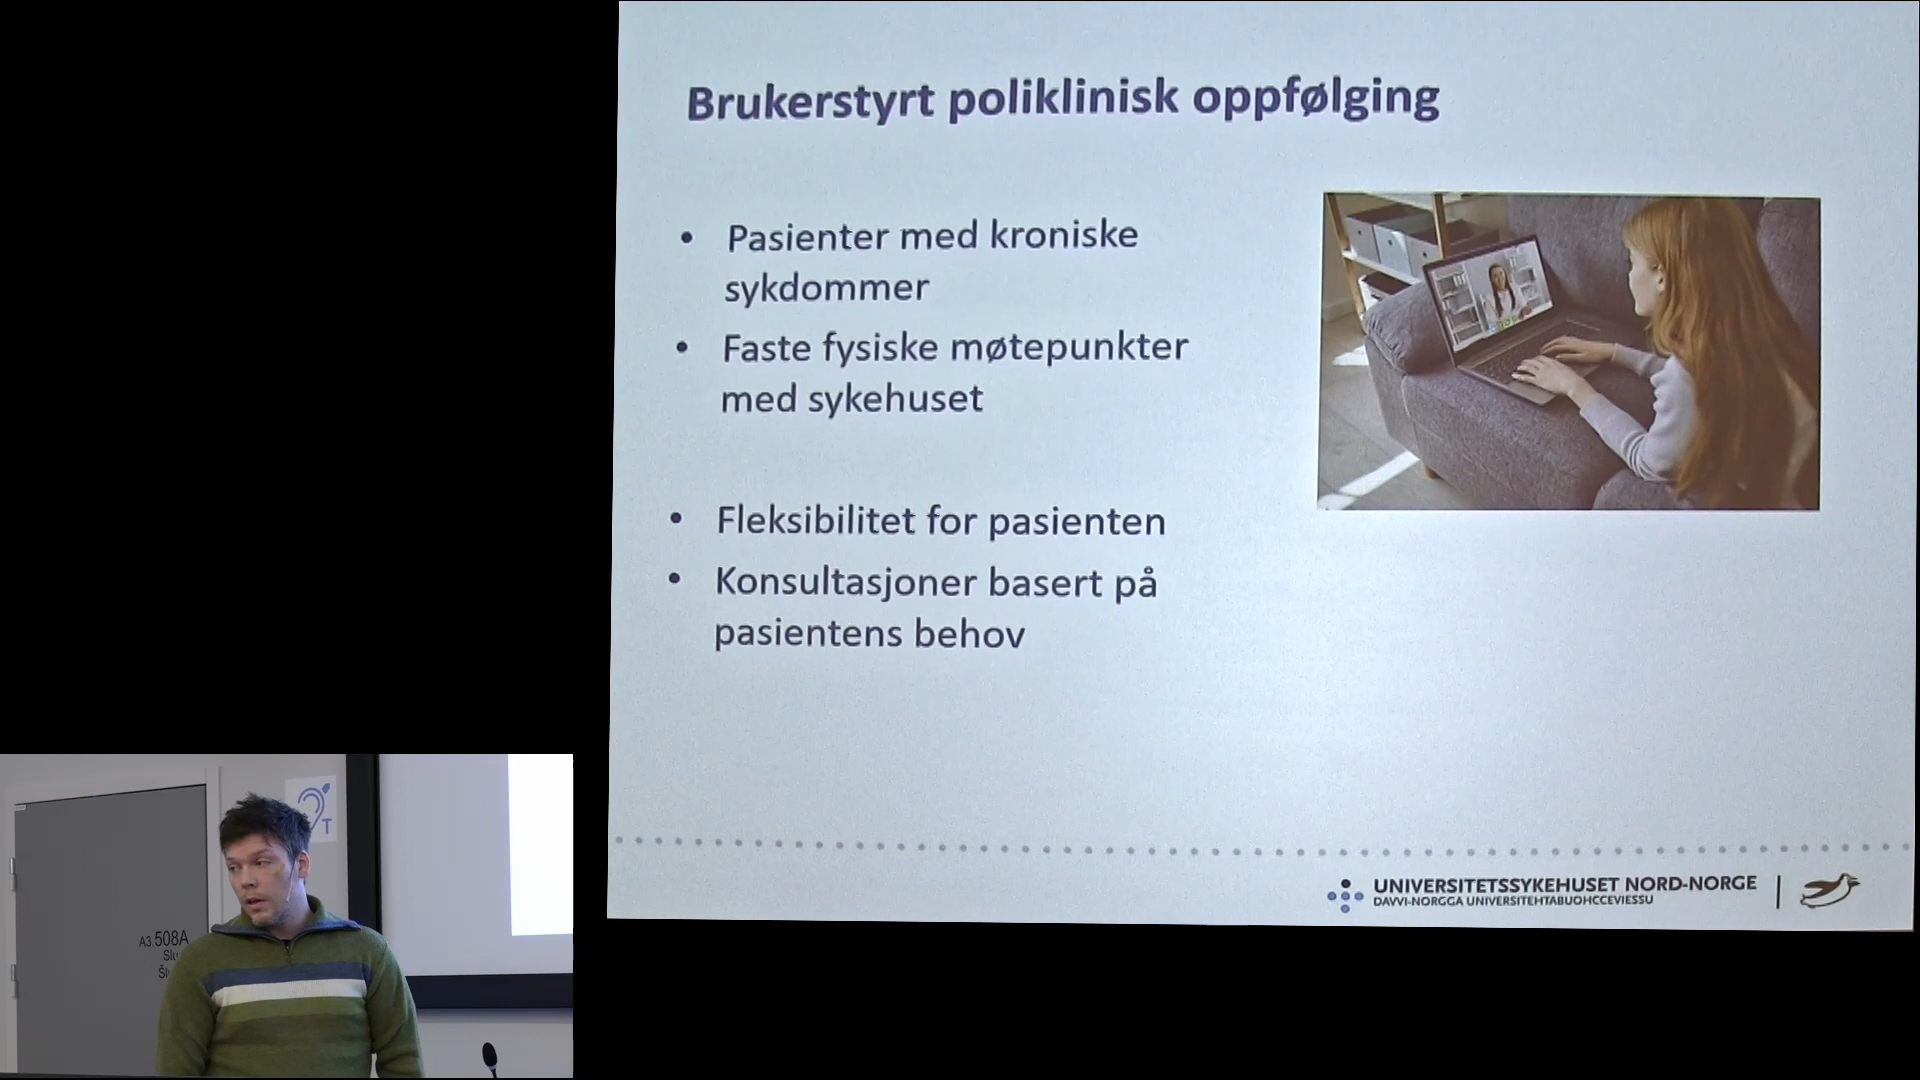 Brukerstyrt poliklinisk oppfølging
• Pasienter med kroniske
sykdommer
• Faste fysiske møtepunkter
med sykehuset
• Fleksibilitet for pasienten
• Konsultasjoner basert på
pasientens behov
UNIVERSITETSSYKEHUSET NORD-NORGE
DAVVI-NORGGA UNIVERSITEHTABUOHCCEVIESSU
T
A3.508A